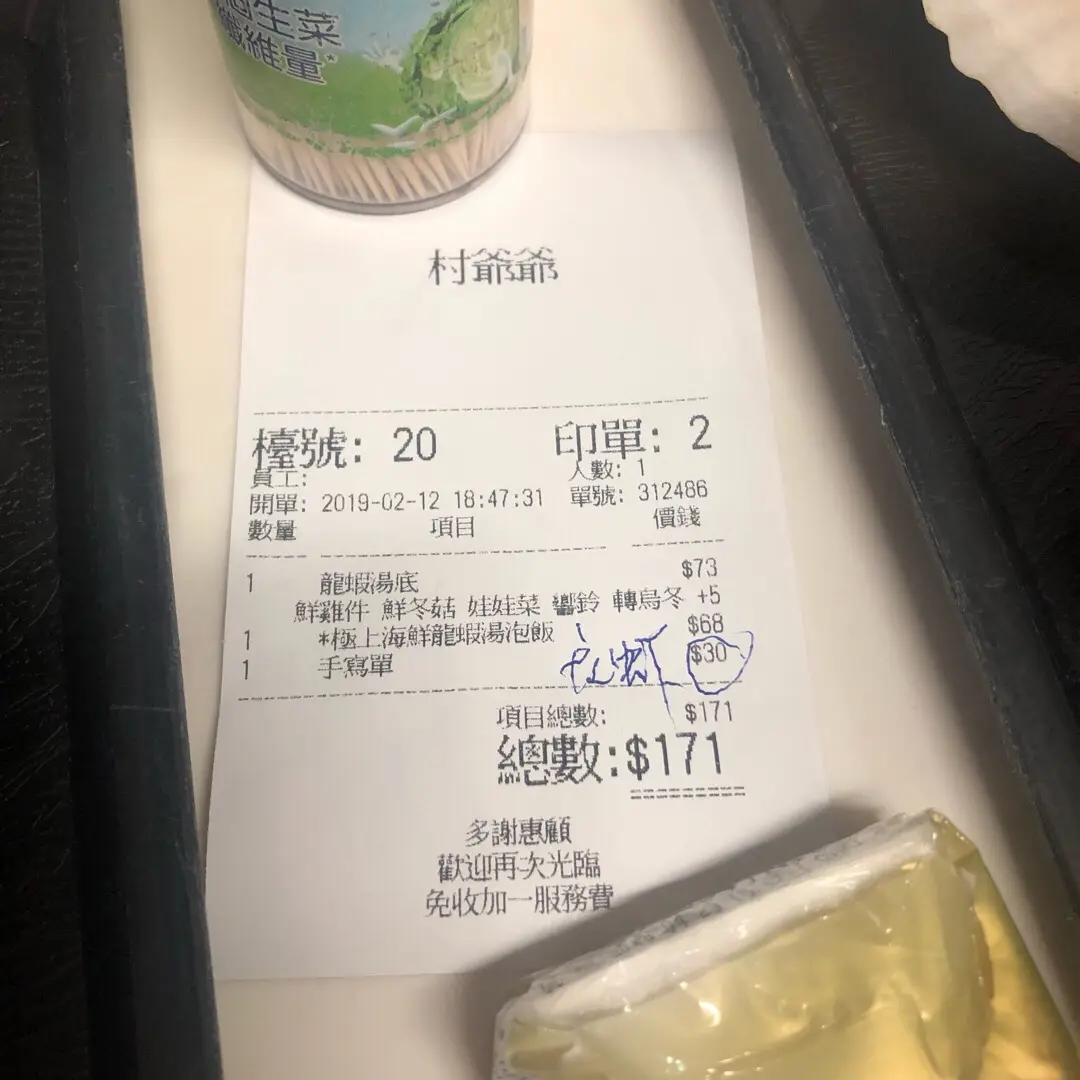 生菜
纖維量*
村爺爺
檯號: 20 印單: 2
員工: 人數: 1
開單: 2019-02-12 18:47:31 單號: 312486
數量 項目 價錢
1 龍蝦湯底 $73
鮮雞件 鮮冬菇 娃娃菜 響鈴 轉烏冬 +5
1 *極上海鮮龍蝦湯泡飯 $68
1 手寫單 $30
項目總數: $171
總數:$171
多謝惠顧
歡迎再次光臨
免收加一服務費